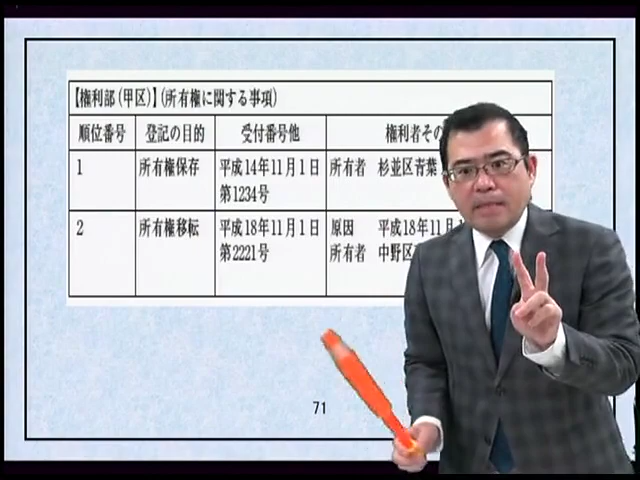 【権利部(甲区)】(所有権に関する事項)
順位番号 登記の目的 受付番号他 権利者その
1 所有権保存 平成14年11月1日 所有者 杉並区青葉
第1234号
2 所有権移転 平成18年11月1日 原因 平成18年11月1
第2221号 所有者 中野区
71